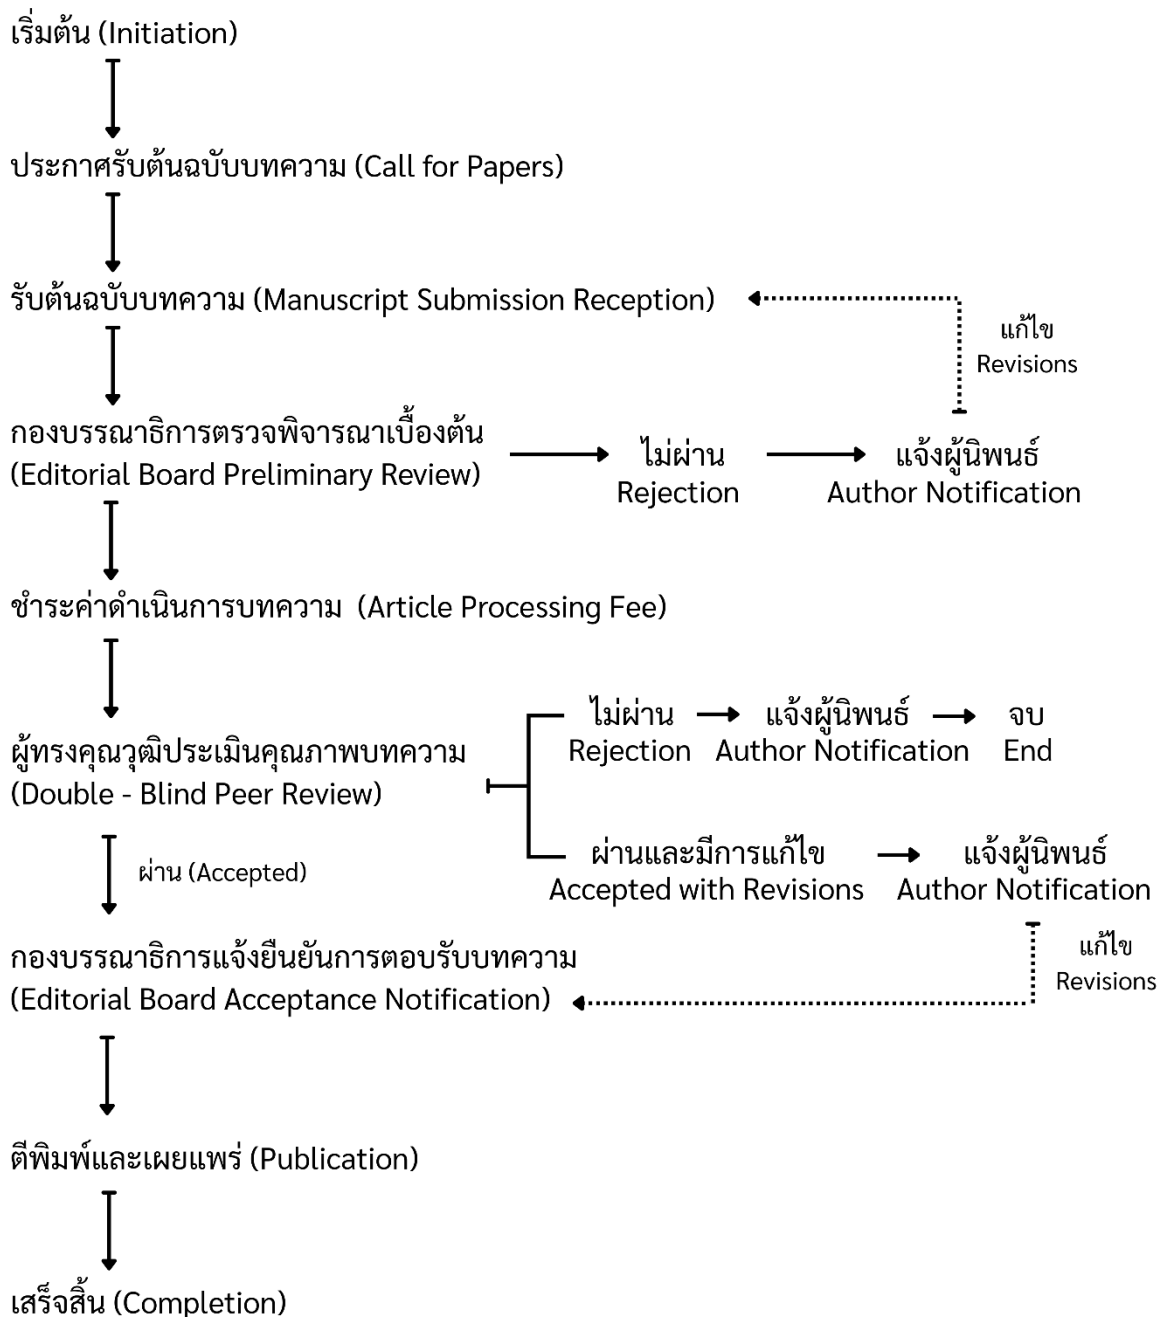 เริ่มต้น (Initiation)
ประกาศรับต้นฉบับบทความ (Call for Papers)
รับต้นฉบับบทความ (Manuscript Submission Reception)
แก้ไข
Revisions
กองบรรณาธิการตรวจพิจารณาเบื้องต้น
(Editorial Board Preliminary Review)
ไม่ผ่าน
Rejection
แจ้งผู้นิพนธ์
Author Notification
ชำระค่าดำเนินการบทความ (Article Processing Fee)
ผู้ทรงคุณวุฒิประเมินคุณภาพบทความ
(Double - Blind Peer Review)
ไม่ผ่าน
Rejection
แจ้งผู้นิพนธ์
Author Notification
จบ
End
ผ่านและมีการแก้ไข
Accepted with Revisions
แจ้งผู้นิพนธ์
Author Notification
ผ่าน (Accepted)
แก้ไข
Revisions
กองบรรณาธิการแจ้งยืนยันการตอบรับบทความ
(Editorial Board Acceptance Notification)
ตีพิมพ์และเผยแพร่ (Publication)
เสร็จสิ้น (Completion)